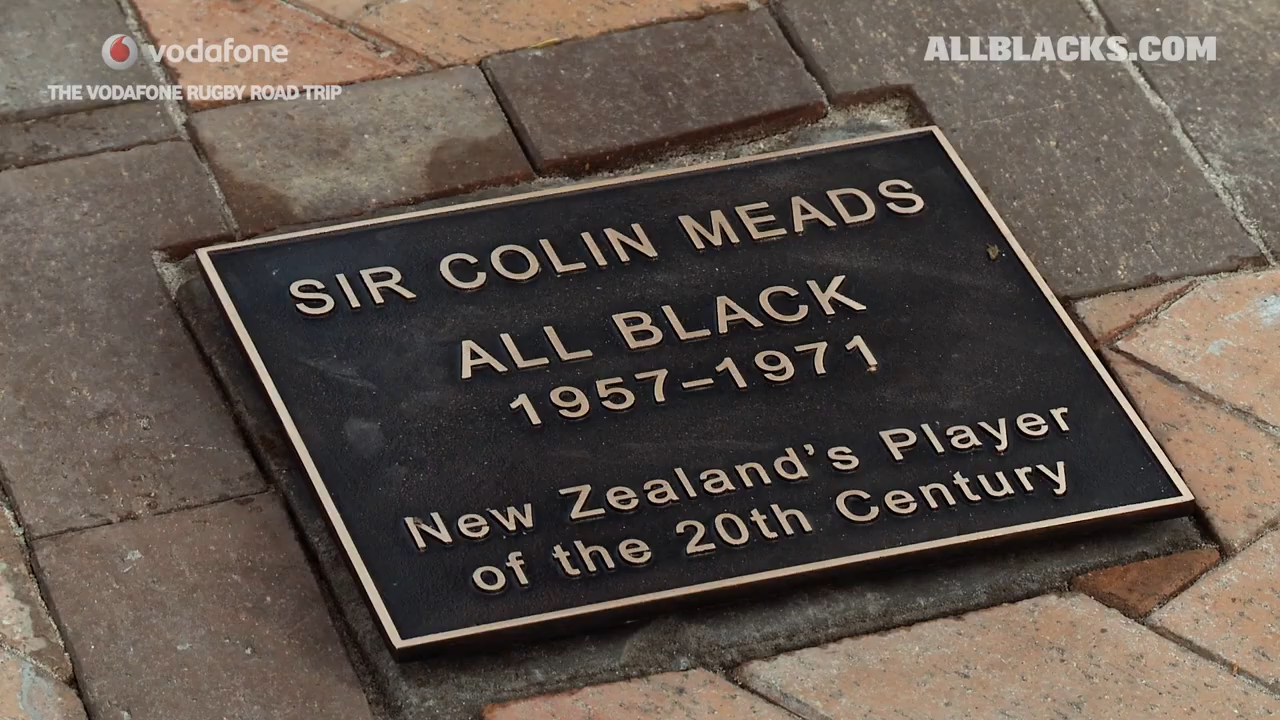 vodafone
THE VODAFONE RUGBY ROAD TRIP
ALLBLACKS.COM
SIR COLIN MEADS
ALL BLACK
1957–1971
New Zealand's Player
of the 20th Century